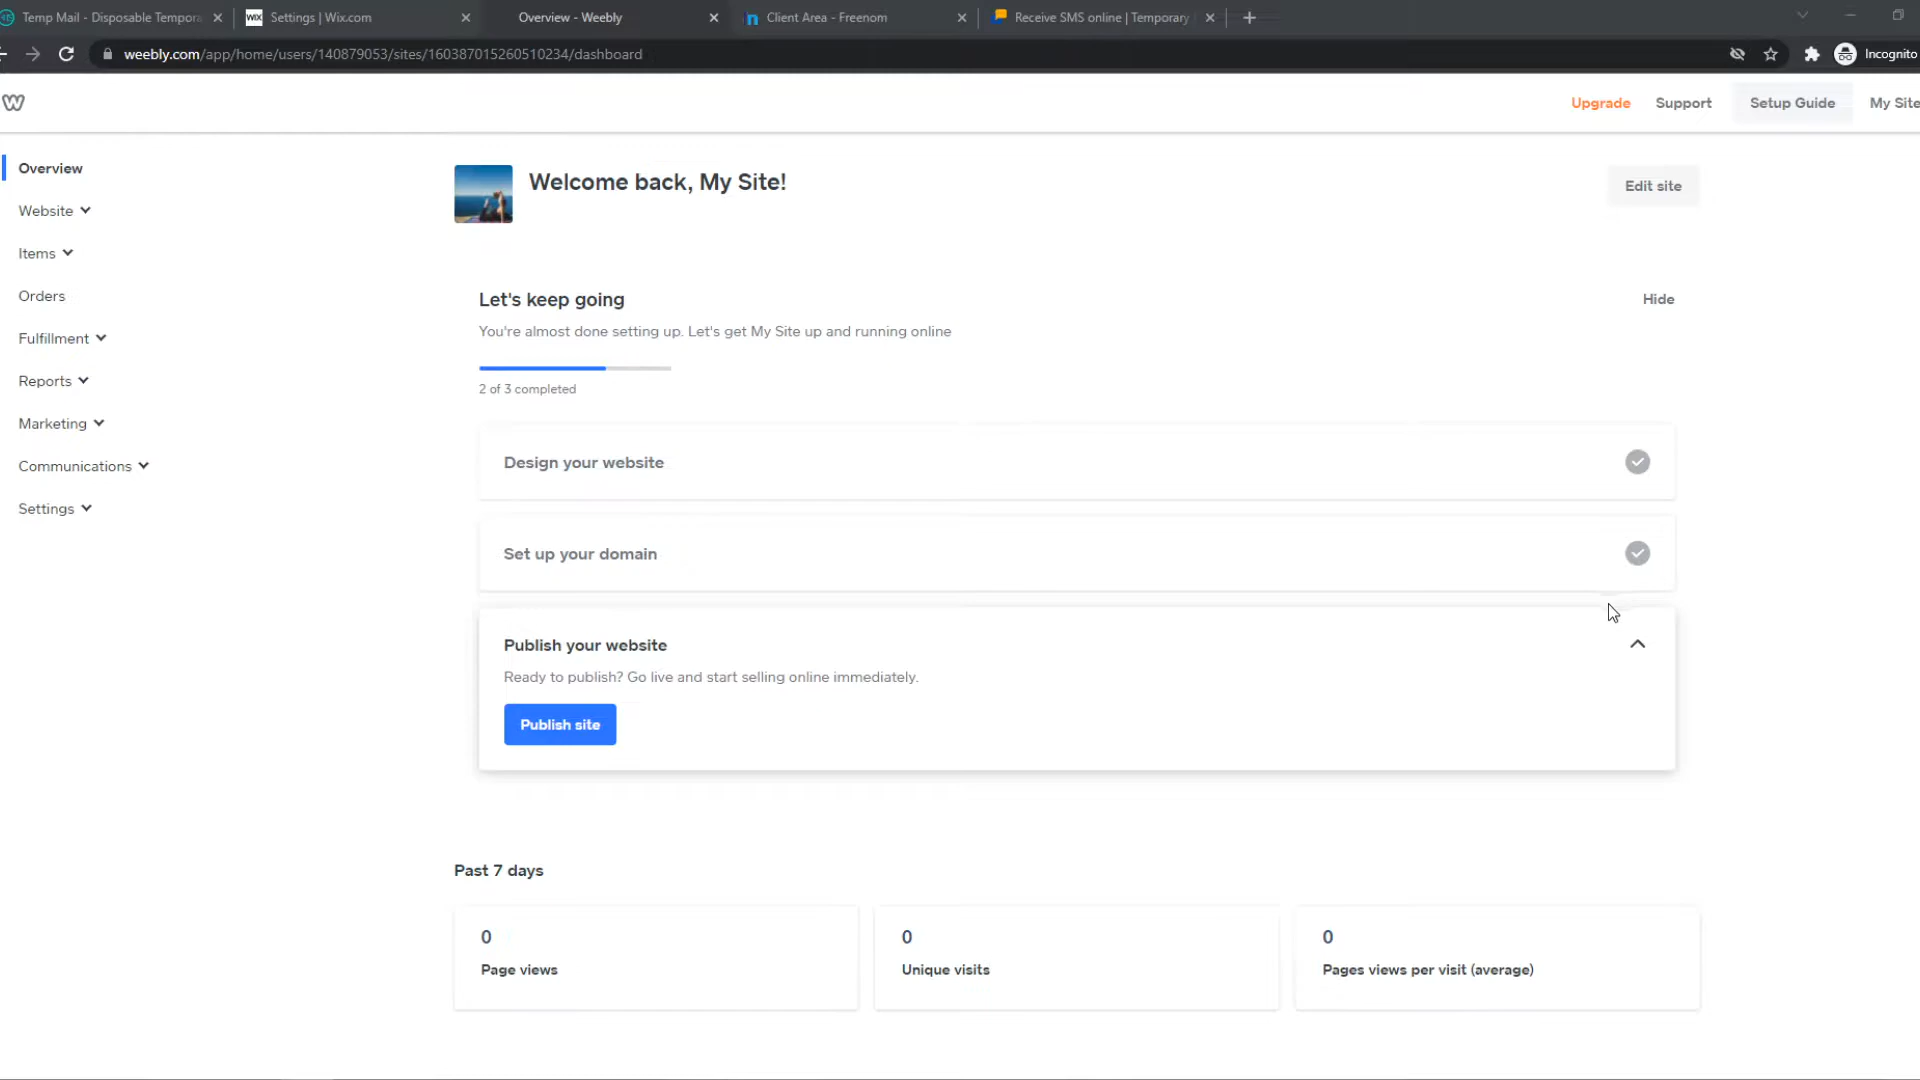 Temp Mail - Disposable Tempora
Settings | Wix.com
Overview - Weebly
Client Area - Freenom
Receive SMS online | Temporary
weebly.com/app/home/users/140879053/sites/160387015260510234/dashboard
Incognito
Upgrade
Support
Setup Guide
My Site
Overview
Website
Items
Orders
Fulfillment
Reports
Marketing
Communications
Settings
Welcome back, My Site!
Edit site
Let's keep going
Hide
You're almost done setting up. Let's get My Site up and running online
2 of 3 completed
Design your website
Set up your domain
Publish your website
Ready to publish? Go live and start selling online immediately.
Publish site
Past 7 days
0
Page views
0
Unique visits
0
Pages views per visit (average)